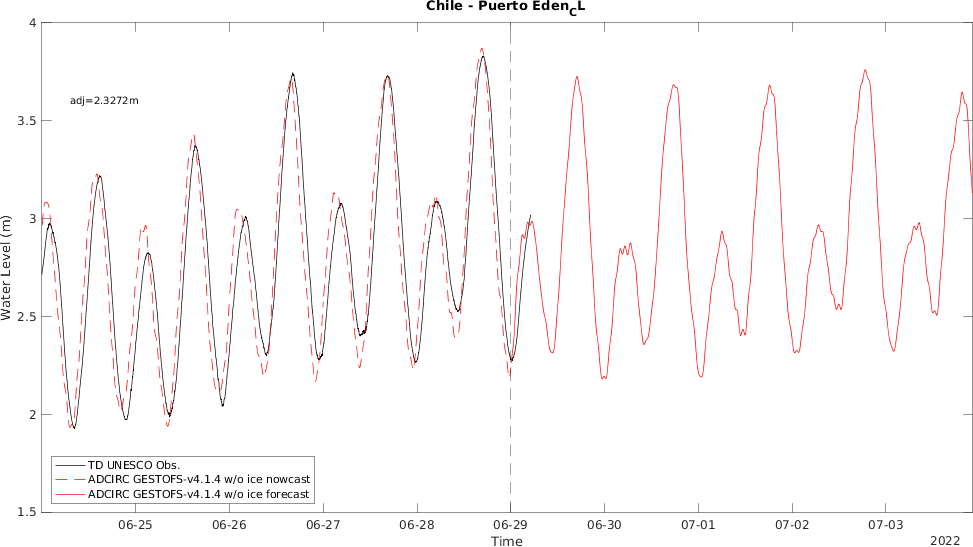 Chile - Puerto Eden_CL
4
3.5
3
2.5
2
1.5
Water Level (m)
adj=2.3272m
TD UNESCO Obs.
ADCIRC GESTOFS-v4.1.4 w/o ice nowcast
ADCIRC GESTOFS-v4.1.4 w/o ice forecast
06-25 06-26 06-27 06-28 06-29 06-30 07-01 07-02 07-03
Time
2022